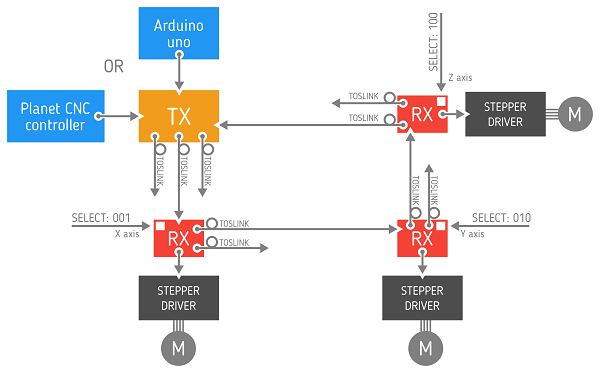 Arduino
uno
OR
Planet CNC
controller
TX
TOSLINK
TOSLINK
TOSLINK
SELECT: 100
Z axis
TOSLINK
TOSLINK
RX
STEPPER
DRIVER
M
SELECT: 001
X axis
RX
TOSLINK
TOSLINK
STEPPER
DRIVER
M
TOSLINK
TOSLINK
RX
SELECT: 010
Y axis
STEPPER
DRIVER
M